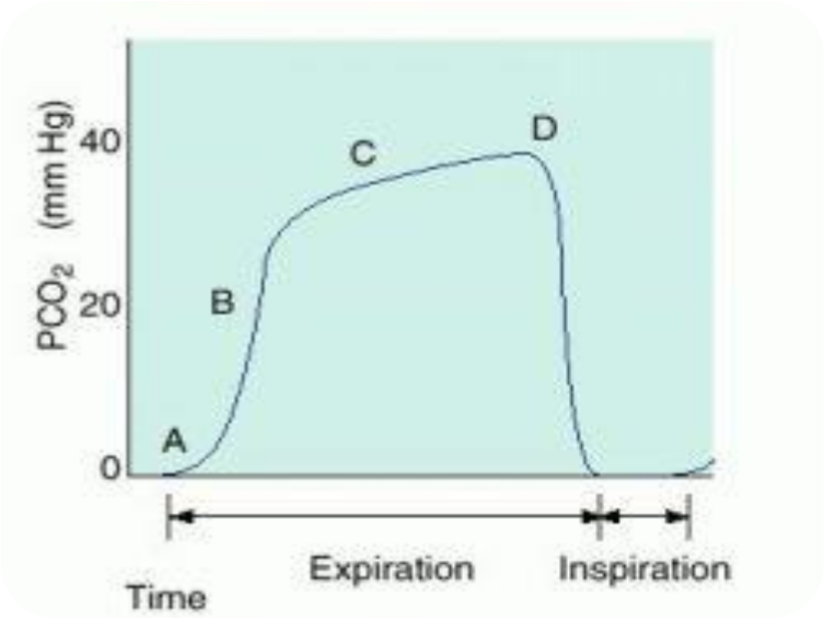 PCO₂ (mm Hg)
40
20
0
A
B
C
D
Expiration
Inspiration
Time